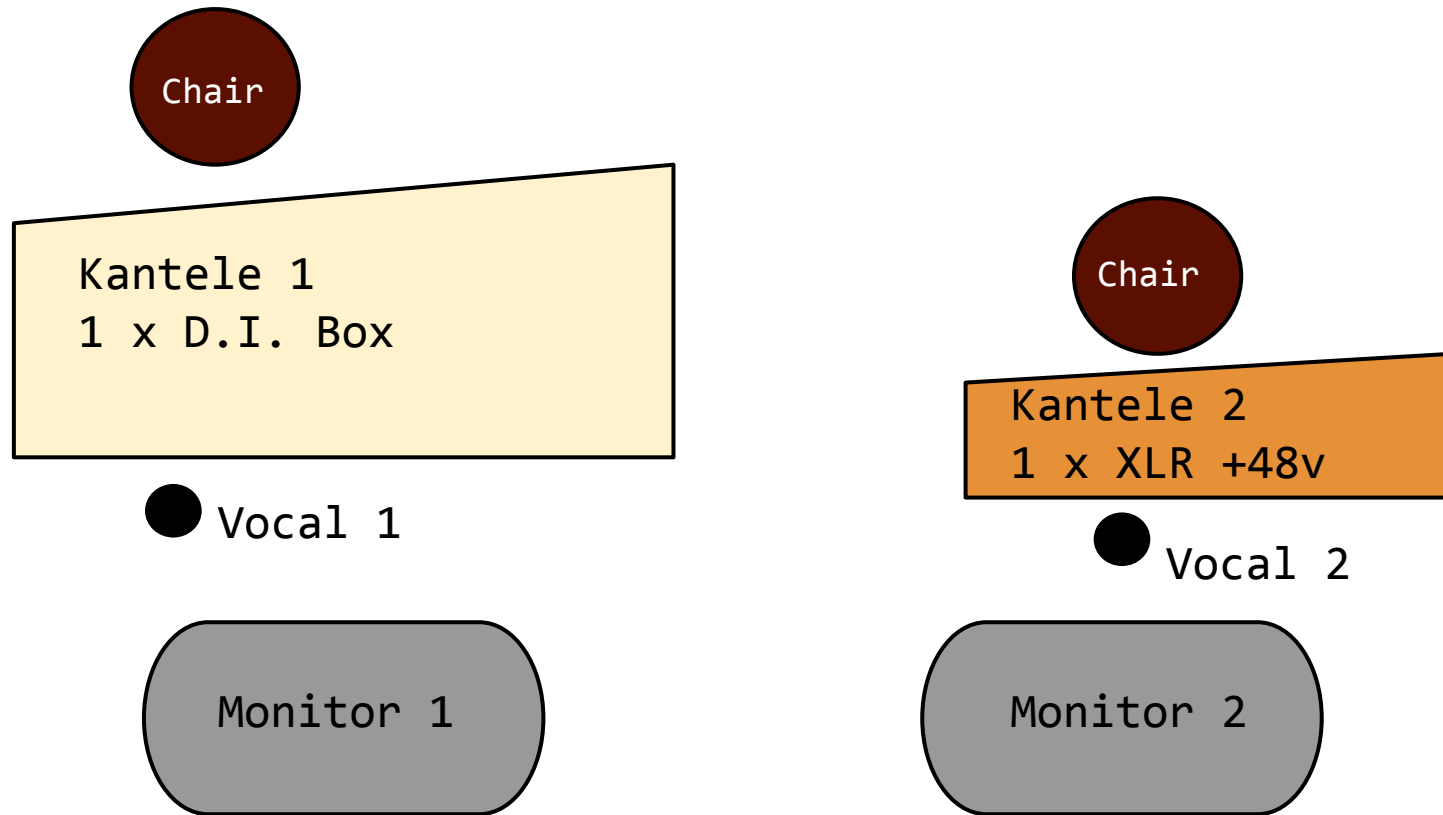 Chair
Kantele 1
1 x D.I. Box
Vocal 1
Monitor 1
Chair
Kantele 2
1 x XLR +48v
Vocal 2
Monitor 2